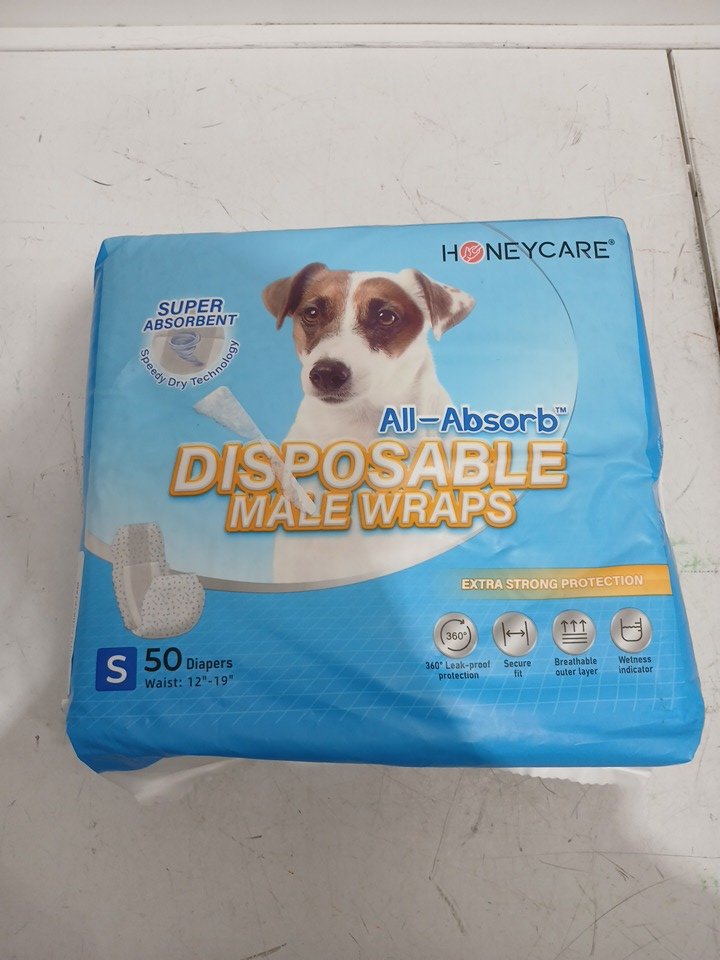 HONEYCARE®
SUPER
ABSORBENT
Speedy Dry Technology
All-Absorb™
DISPOSABLE
MALE WRAPS
EXTRA STRONG PROTECTION
360°
360° Leak-proof
protection
Secure
fit
Breathable
outer layer
Wetness
indicator
S
50 Diapers
Waist: 12"-19"